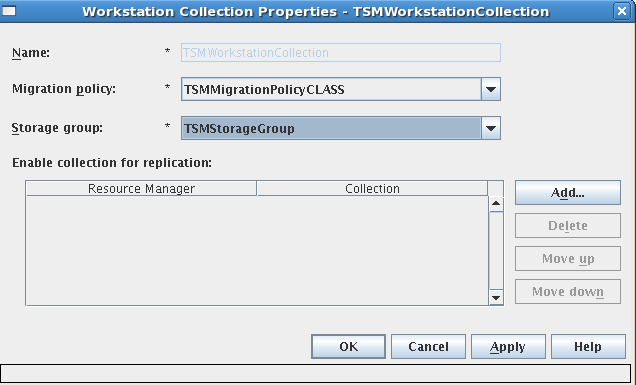 Workstation Collection Properties - TSMWorkstationCollection
Name: * TSMWorkstationCollection
Migration policy: * TSMMigrationPolicyCLASS
Storage group: * TSMStorageGroup
Enable collection for replication:
Resource Manager Collection
Add...
Delete
Move up
Move down
OK Cancel Apply Help